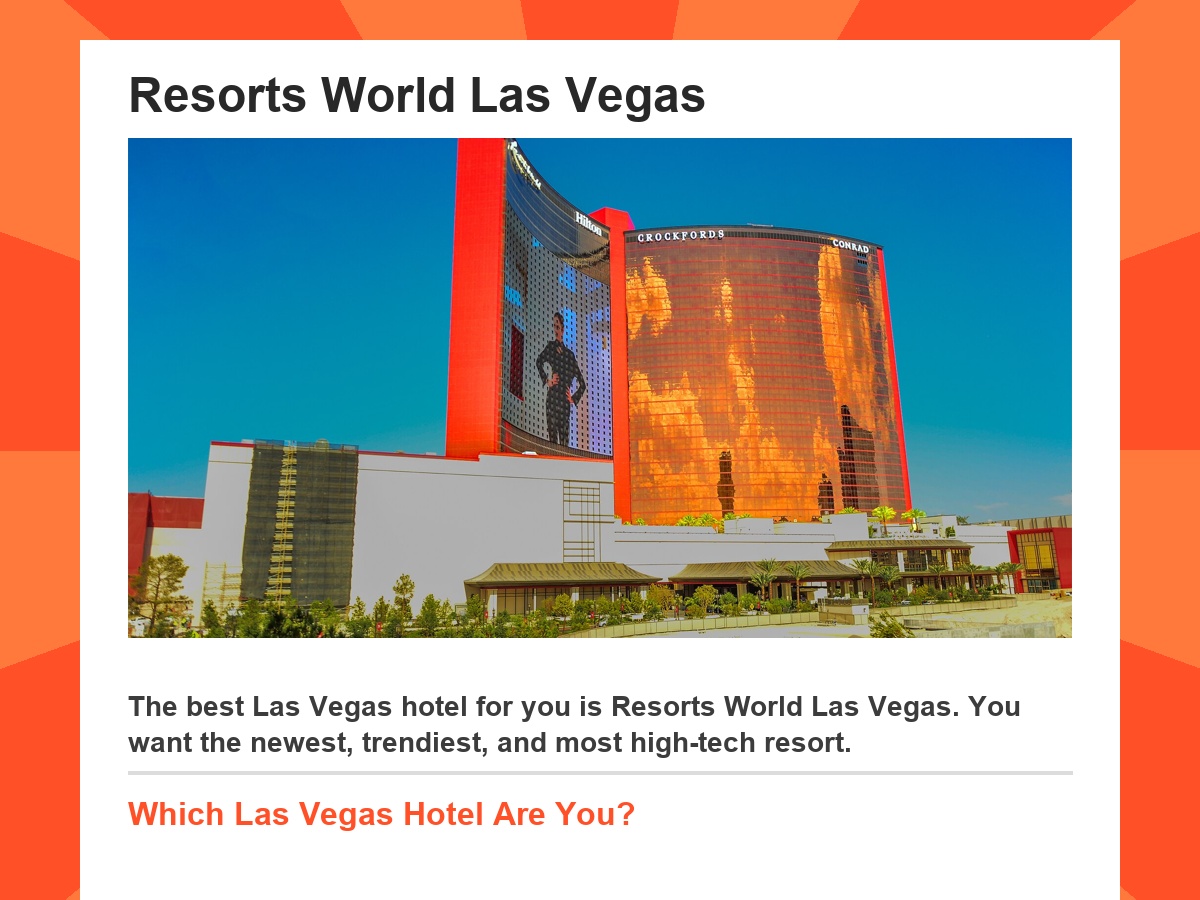 Resorts World Las Vegas
Hilton
CROCKFORDS
CONRAD
The best Las Vegas hotel for you is Resorts World Las Vegas. You
want the newest, trendiest, and most high-tech resort.
Which Las Vegas Hotel Are You?